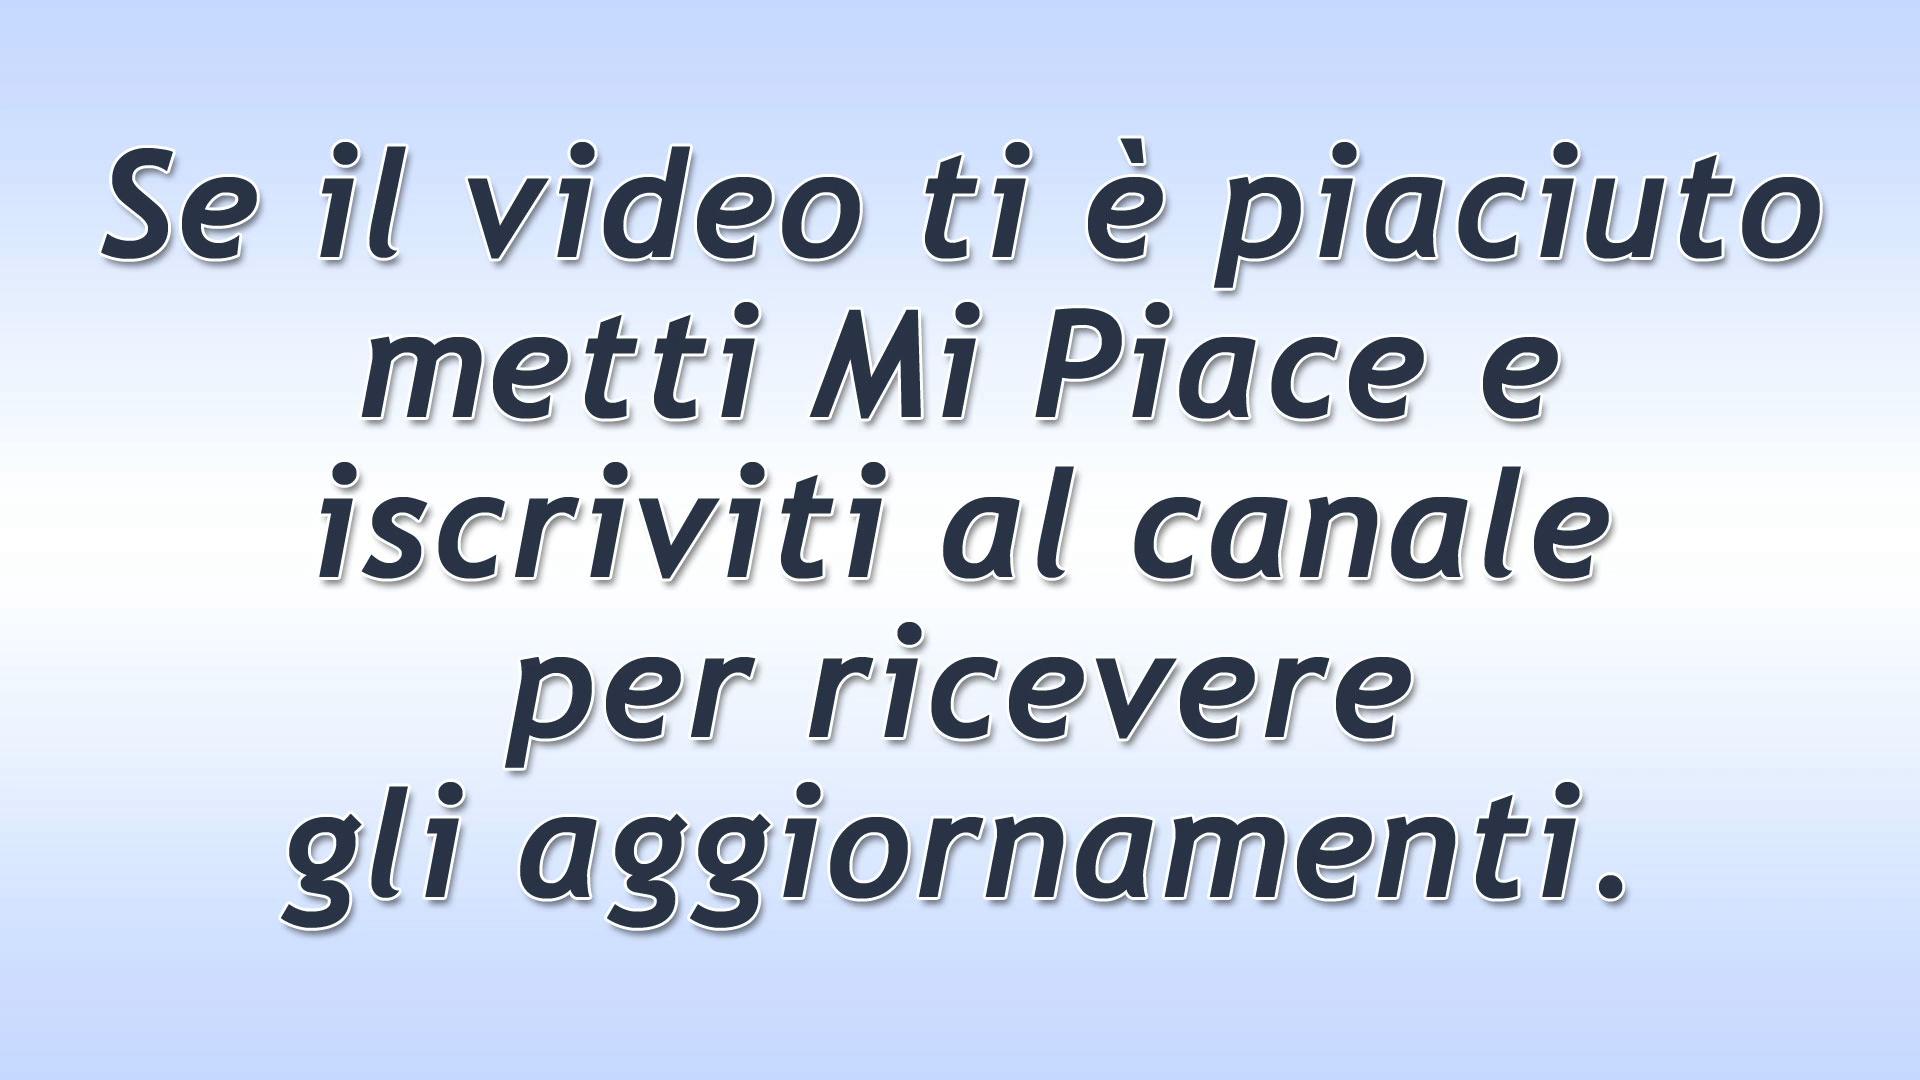 Se il video ti è piaciuto
metti Mi Piace e
iscriviti al canale
per ricevere
gli aggiornamenti.